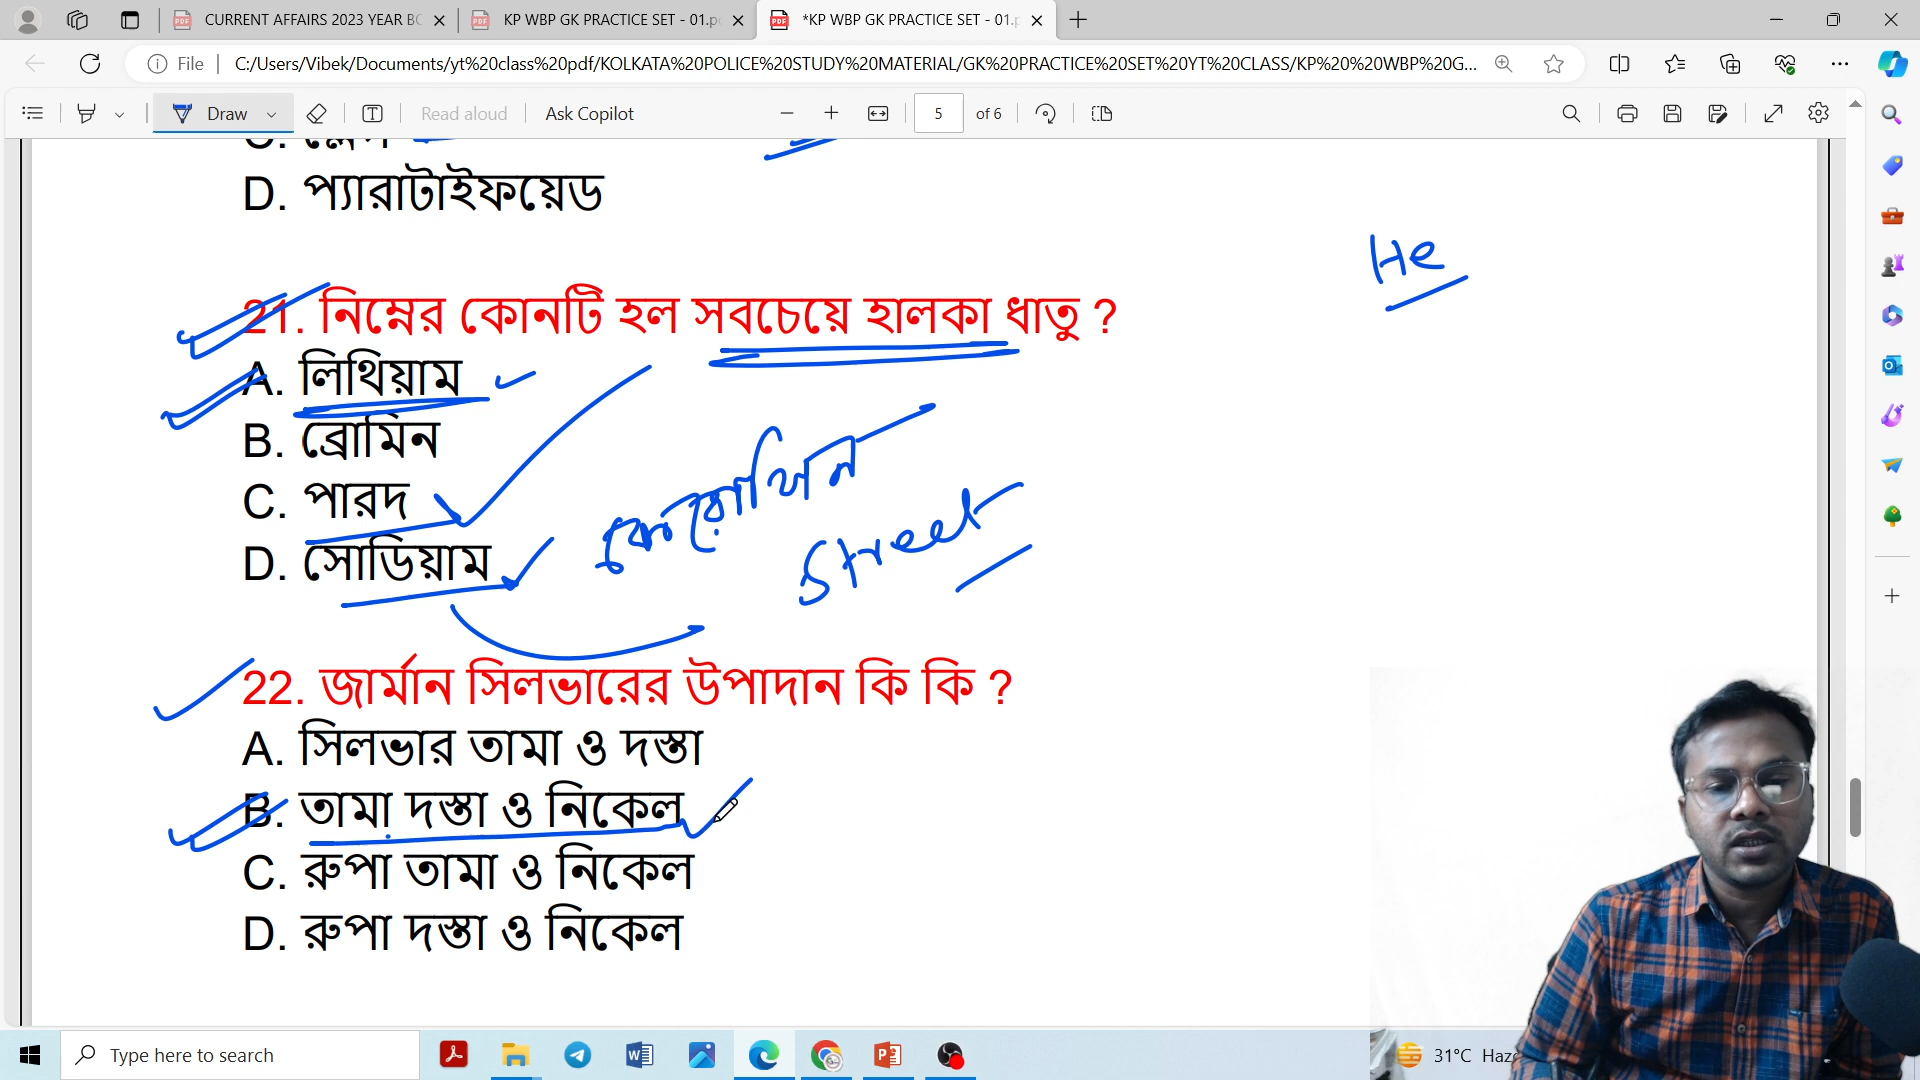 CURRENT AFFAIRS 2023 YEAR BO
KP WBP GK PRACTICE SET - 01.p
*KP WBP GK PRACTICE SET - 01.p
File
C:/Users/Vibek/Documents/yt%20class%20pdf/KOLKATA%20POLICE%20STUDY%20MATERIAL/GK%20PRACTICE%20SET%20YT%20CLASS/KP%20%20WBP%20G...
Draw
Read aloud
Ask Copilot
5 of 6
D. প্যারাটাইফয়েড
He
21. নিম্নের কোনটি হল সবচেয়ে হালকা ধাতু ?
A. লিথিয়াম
B. ব্রোমিন
C. পারদ
D. সোডিয়াম
কেরোসিন
Street
22. জার্মান সিলভারের উপাদান কি কি ?
A. সিলভার তামা ও দস্তা
B. তামা দস্তা ও নিকেল
C. রুপা তামা ও নিকেল
D. রুপা দস্তা ও নিকেল
Type here to search
31°C